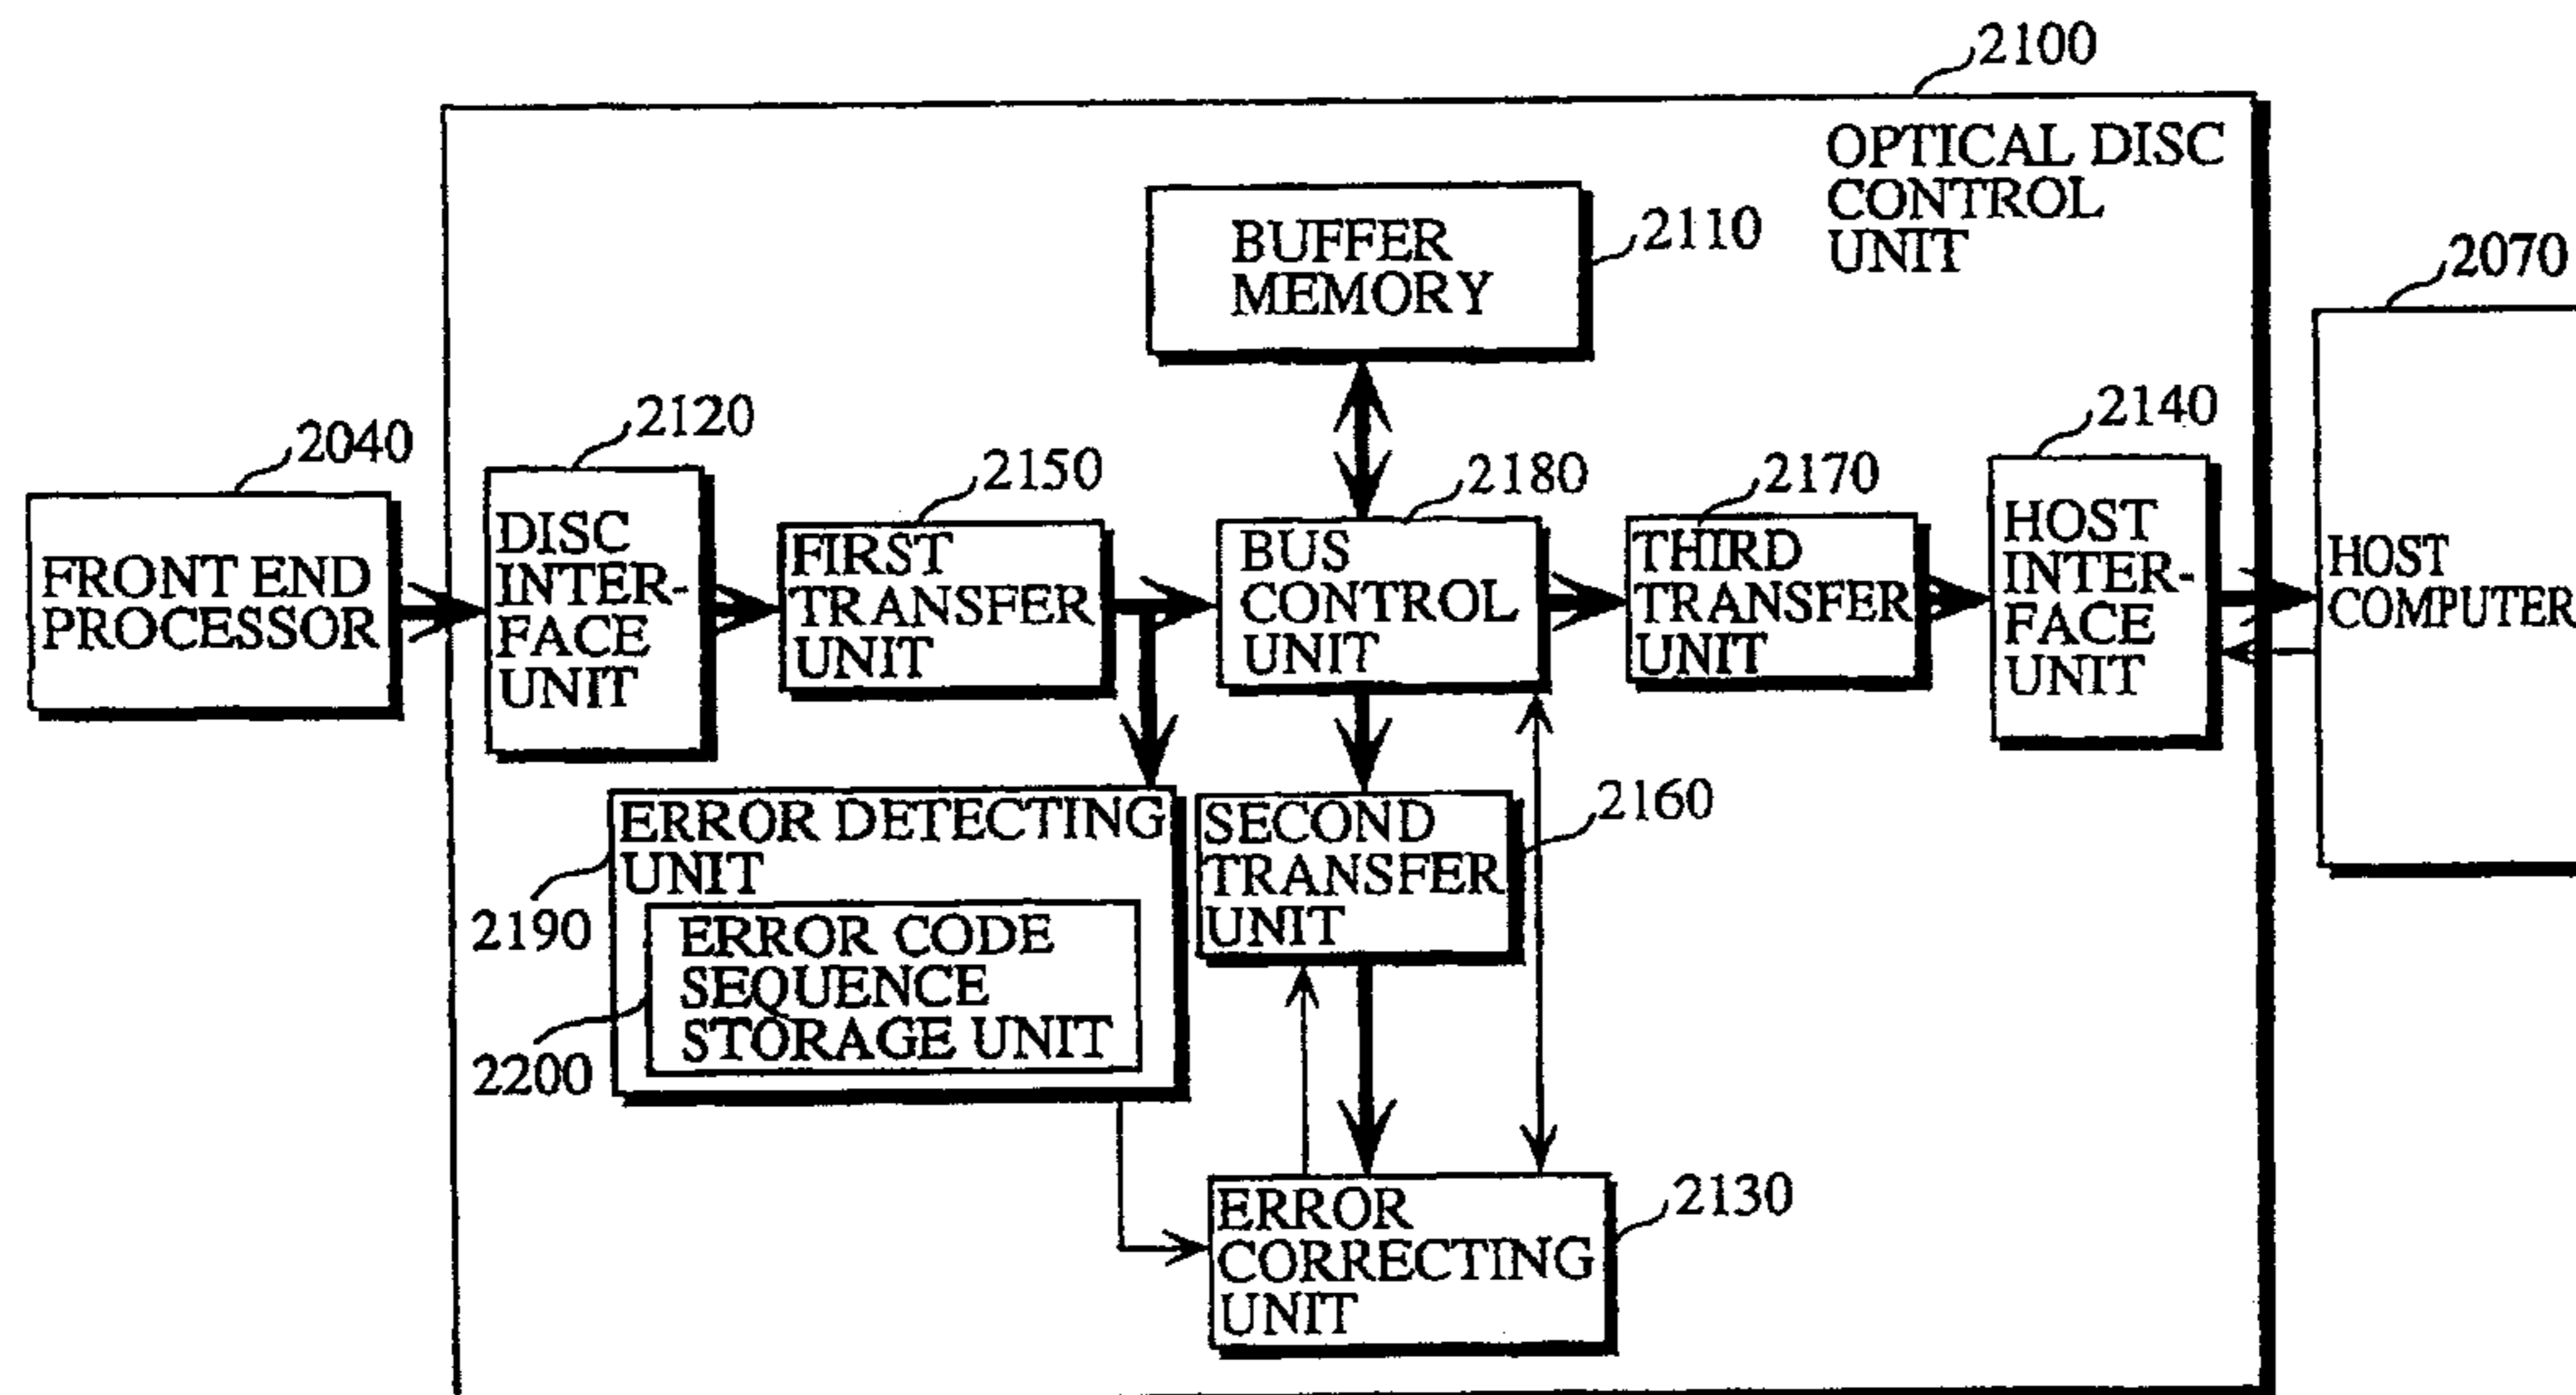 2100
OPTICAL DISC
CONTROL
UNIT
BUFFER
MEMORY
2110
2070
2040
2120
2150
2180
2170
2140
FRONT END
PROCESSOR
DISC
INTER-
FACE
UNIT
FIRST
TRANSFER
UNIT
BUS
CONTROL
UNIT
THIRD
TRANSFER
UNIT
HOST
INTER-
FACE
UNIT
HOST
COMPUTER
ERROR DETECTING
UNIT
2190
ERROR CODE
SEQUENCE
STORAGE UNIT
2200
SECOND
TRANSFER
UNIT
2160
ERROR
CORRECTING
UNIT
2130